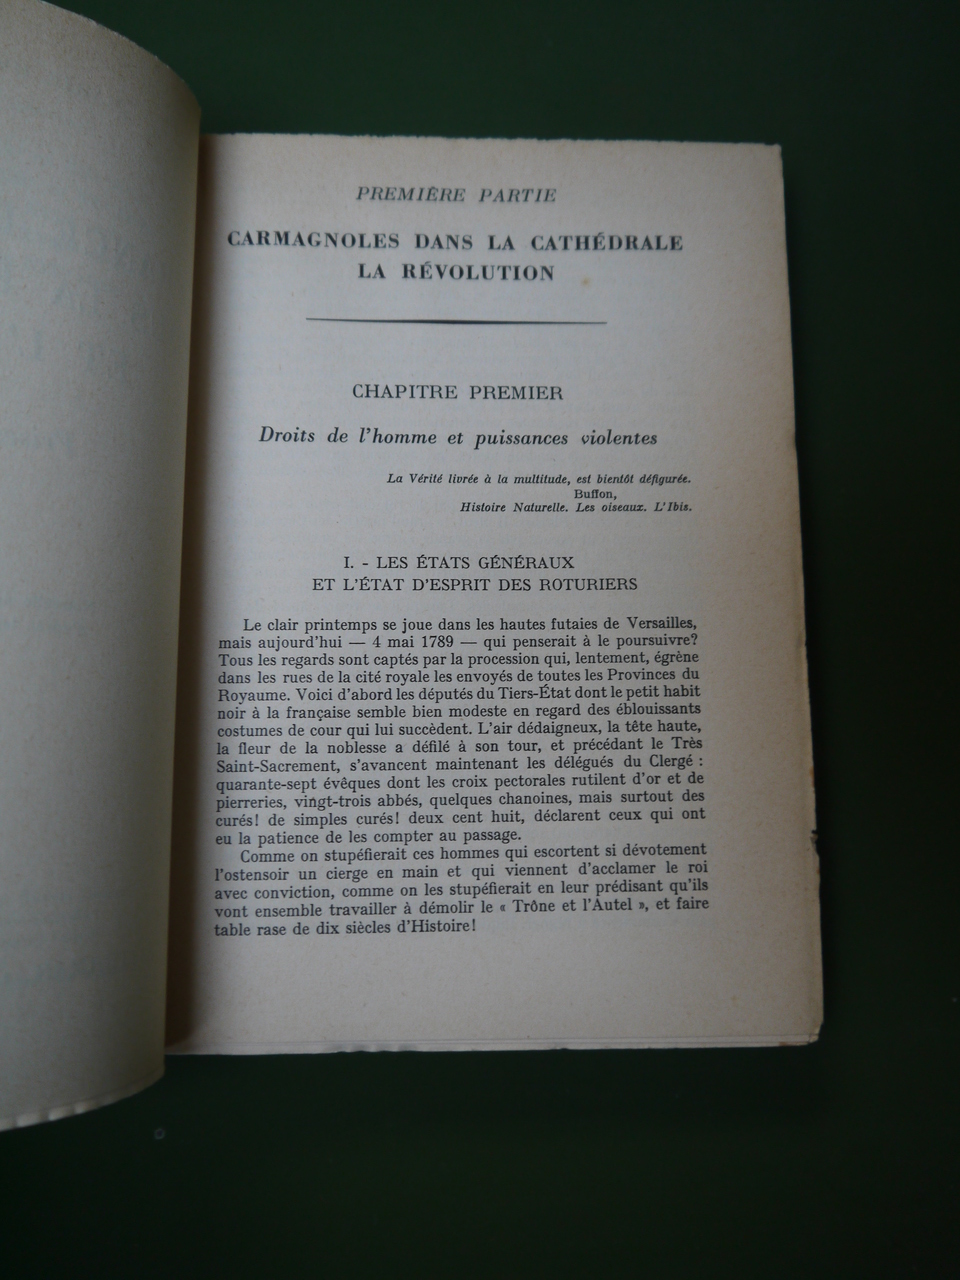 PREMIÈRE PARTIE
CARMAGNOLES DANS LA CATHÉDRALE
LA RÉVOLUTION
CHAPITRE PREMIER
Droits de l'homme et puissances violentes
La Vérité livrée à la multitude, est bientôt défigurée.
Buffon,
Histoire Naturelle. Les oiseaux. L'Ibis.
I. - LES ÉTATS GÉNÉRAUX
ET L'ÉTAT D'ESPRIT DES ROTURIERS
Le clair printemps se joue dans les hautes futaies de Versailles,
mais aujourd'hui — 4 mai 1789 — qui penserait à le poursuivre?
Tous les regards sont captés par la procession qui, lentement, égrène
dans les rues de la cité royale les envoyés de toutes les Provinces du
Royaume. Voici d'abord les députés du Tiers-État dont le petit habit
noir à la française semble bien modeste en regard des éblouissants
costumes de cour qui lui succèdent. L'air dédaigneux, la tête haute,
la fleur de la noblesse a défilé à son tour, et précédant le Très
Saint-Sacrement, s'avancent maintenant les délégués du Clergé :
quarante-sept évêques dont les croix pectorales rutilent d'or et de
pierreries, vingt-trois abbés, quelques chanoines, mais surtout des
curés! de simples curés! deux cent huit, déclarent ceux qui ont
eu la patience de les compter au passage.
Comme on stupéfierait ces hommes qui escortent si dévotement
l'ostensoir un cierge en main et qui viennent d'acclamer le roi
avec conviction, comme on les stupéfierait en leur prédisant qu'ils
vont ensemble travailler à démolir le « Trône et l'Autel », et faire
table rase de dix siècles d'Histoire!